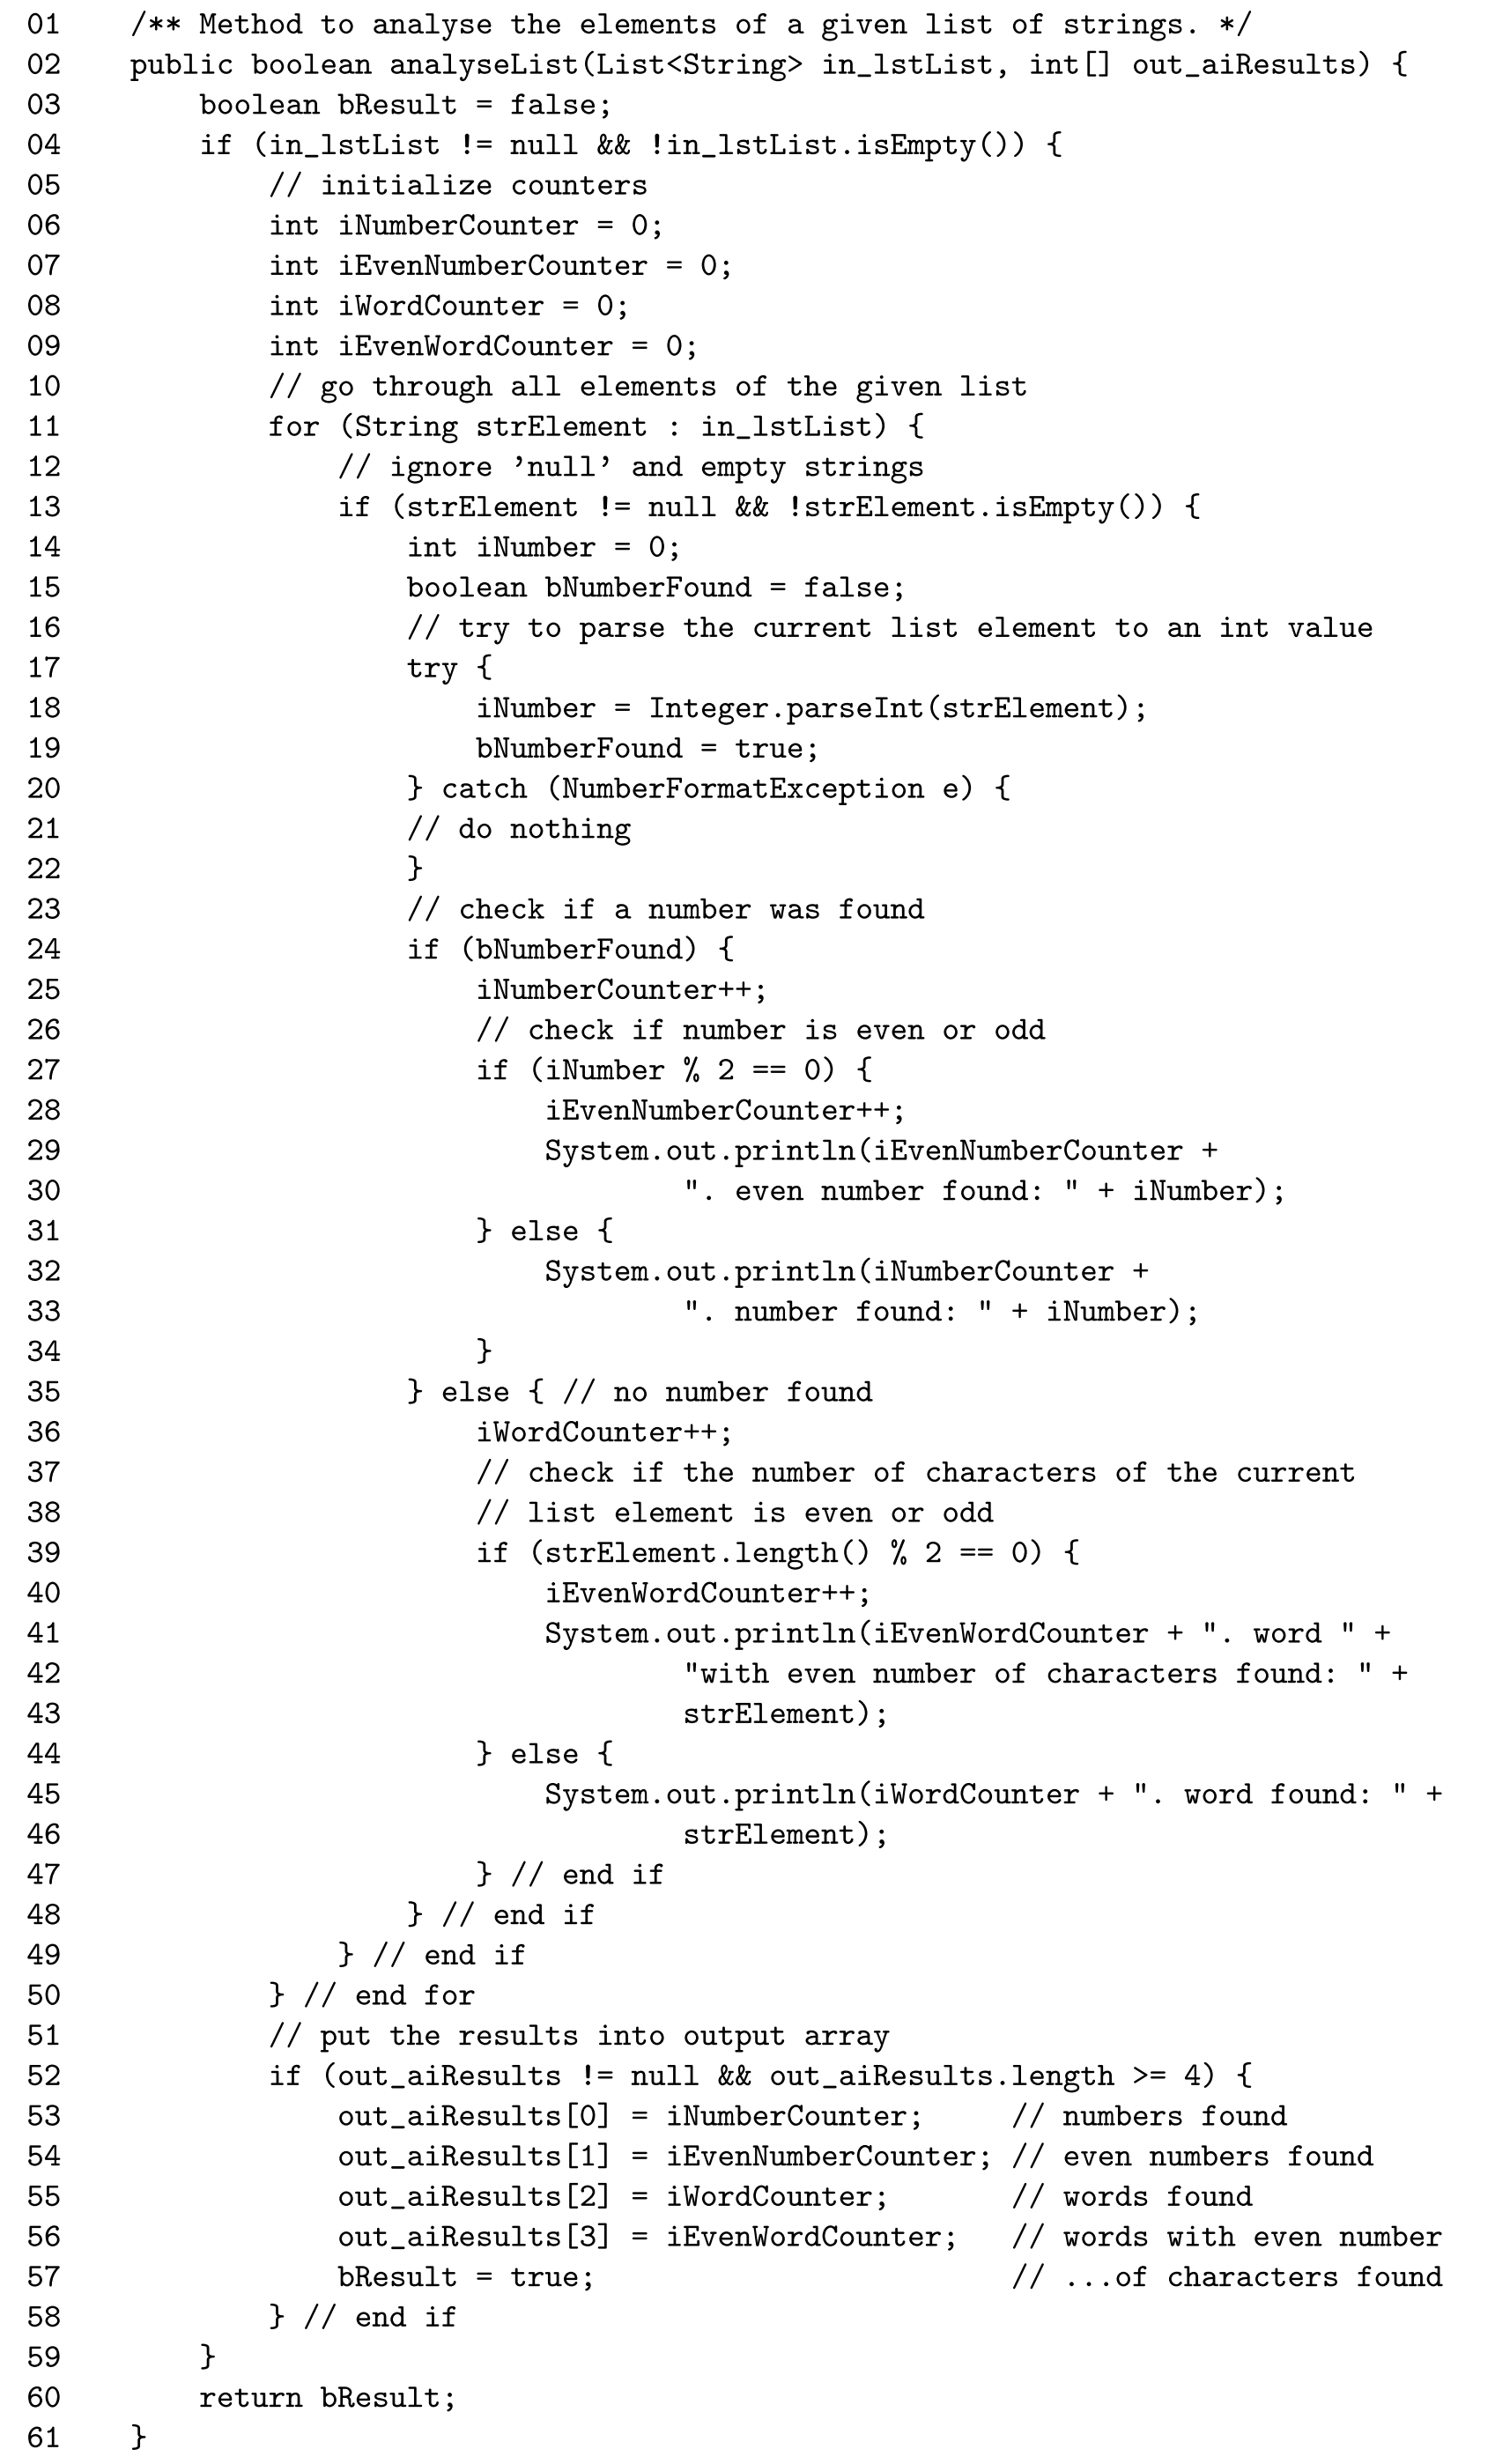 01    /** Method to analyse the elements of a given list of strings. */
02    public boolean analyseList(List<String> in_lstList, int[] out_aiResults) {
03        boolean bResult = false;
04        if (in_lstList != null && !in_lstList.isEmpty()) {
05            // initialize counters
06            int iNumberCounter = 0;
07            int iEvenNumberCounter = 0;
08            int iWordCounter = 0;
09            int iEvenWordCounter = 0;
10            // go through all elements of the given list
11            for (String strElement : in_lstList) {
12                // ignore ’null’ and empty strings
13                if (strElement != null && !strElement.isEmpty()) {
14                    int iNumber = 0;
15                    boolean bNumberFound = false;
16                    // try to parse the current list element to an int value
17                    try {
18                        iNumber = Integer.parseInt(strElement);
19                        bNumberFound = true;
20                    } catch (NumberFormatException e) {
21                    // do nothing
22                    }
23                    // check if a number was found
24                    if (bNumberFound) {
25                        iNumberCounter++;
26                        // check if number is even or odd
27                        if (iNumber % 2 == 0) {
28                            iEvenNumberCounter++;
29                            System.out.println(iEvenNumberCounter +
30                                    ". even number found: " + iNumber);
31                        } else {
32                            System.out.println(iNumberCounter +
33                                    ". number found: " + iNumber);
34                        }
35                    } else { // no number found
36                        iWordCounter++;
37                        // check if the number of characters of the current
38                        // list element is even or odd
39                        if (strElement.length() % 2 == 0) {
40                            iEvenWordCounter++;
41                            System.out.println(iEvenWordCounter + ". word " +
42                                    "with even number of characters found: " +
43                                    strElement);
44                        } else {
45                            System.out.println(iWordCounter + ". word found: " +
46                                    strElement);
47                        } // end if
48                    } // end if
49                } // end if
50            } // end for
51            // put the results into output array
52            if (out_aiResults != null && out_aiResults.length >= 4) {
53                out_aiResults[0] = iNumberCounter;     // numbers found
54                out_aiResults[1] = iEvenNumberCounter; // even numbers found
55                out_aiResults[2] = iWordCounter;       // words found
56                out_aiResults[3] = iEvenWordCounter;   // words with even number
57                bResult = true;                        // ...of characters found
58            } // end if
59        }
60        return bResult;
61    }